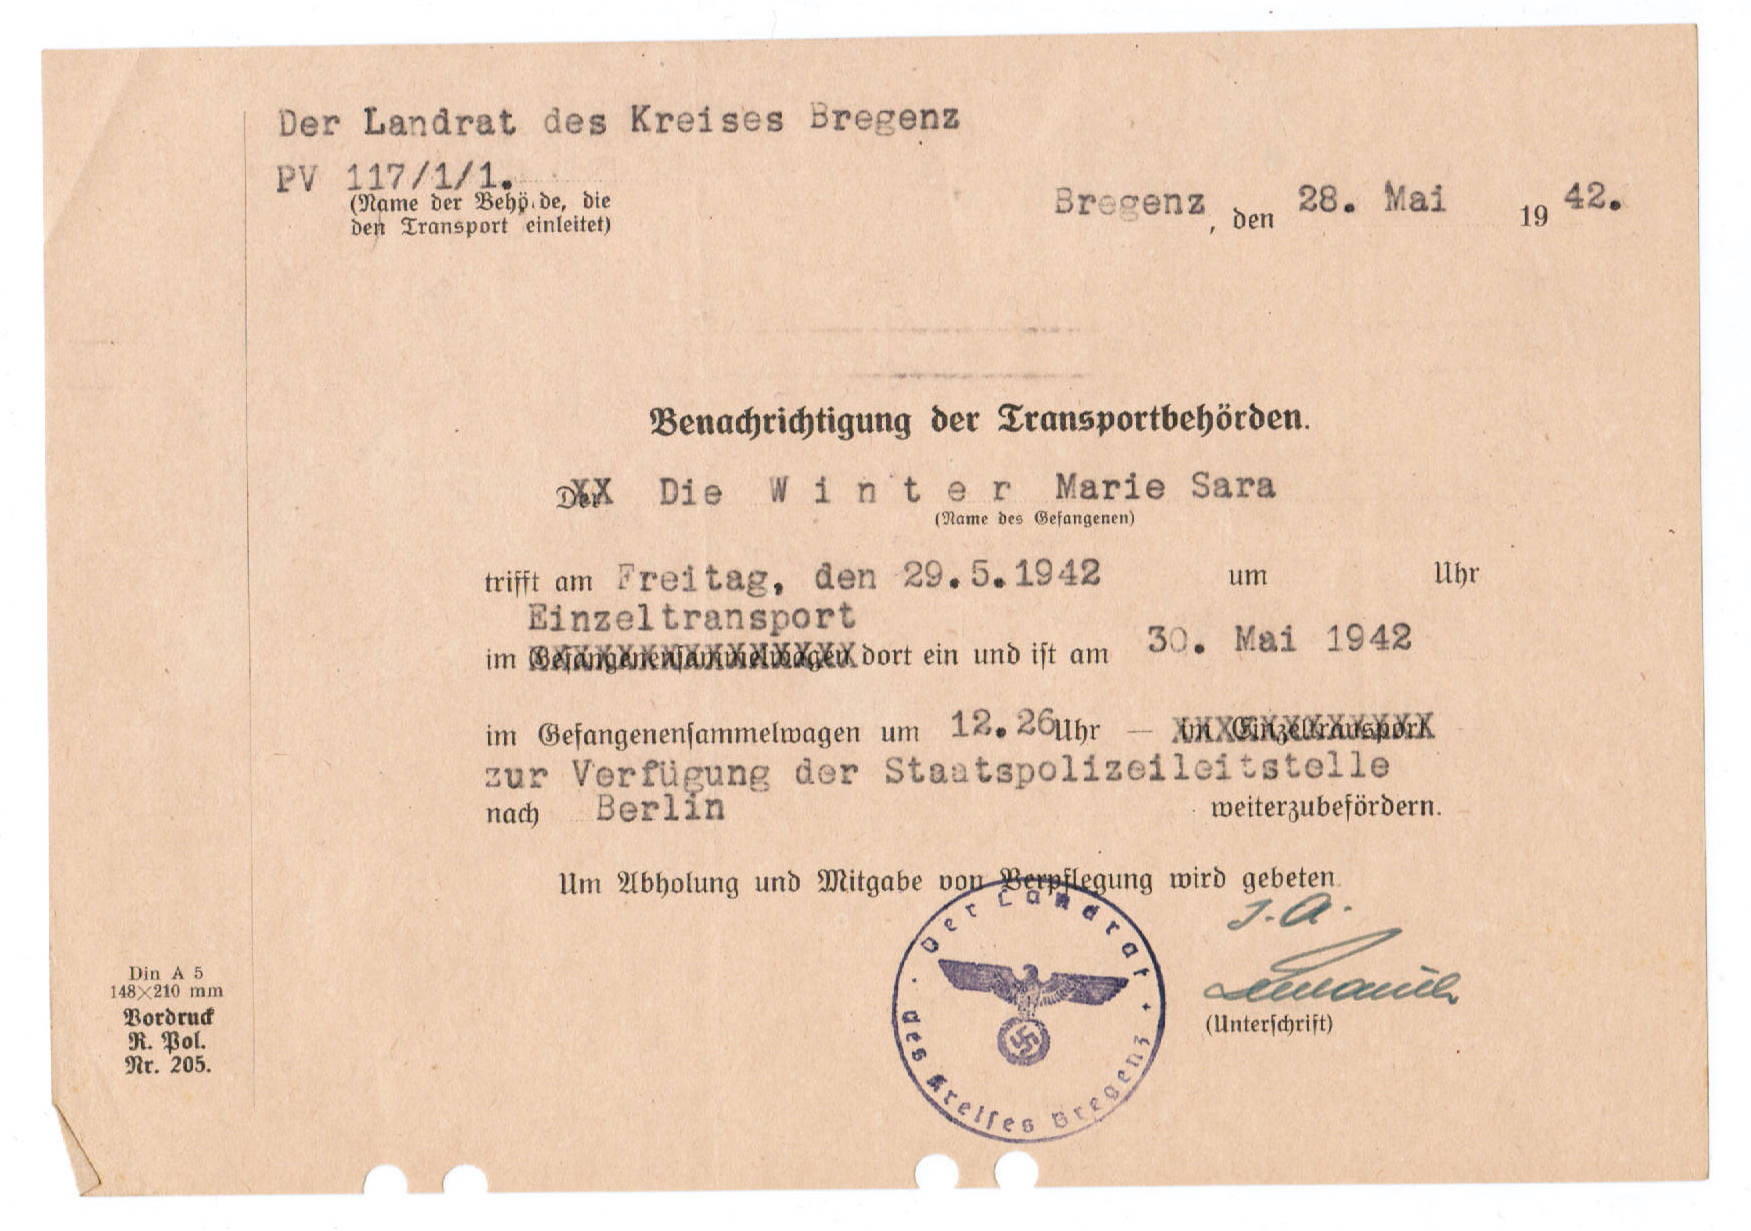 Der Landrat des Kreises Bregenz
PV 117/1/1.
(Name der Behö.de, die
den Transport einleitet)
Bregenz, den 28. Mai 1942.
Benachrichtigung der Transportbehörden.
Der Die Winter Marie Sara
(Name des Gefangenen)
trifft am Freitag, den 29.5.1942 um Uhr
Einzeltransport
im Gefangenensammelwagen dort ein und ist am 30. Mai 1942
im Gefangenensammelwagen um 12.26 Uhr — im Einzeltransport
zur Verfügung der Staatspolizeileitstelle
nach Berlin weiterzubefördern.
Um Abholung und Mitgabe von Verpflegung wird gebeten.
J. A.
(Unterschrift)
Der Landrat
des Kreises Bregenz
Din A 5
148×210 mm
Vordruck
R. Pol.
Nr. 205.